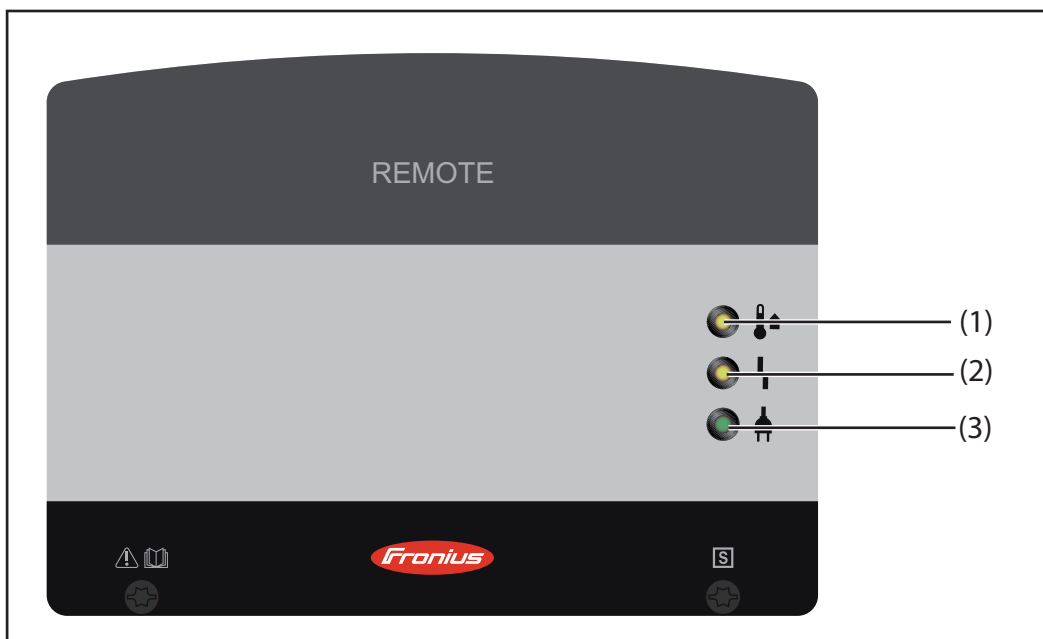 REMOTE
(1)
(2)
(3)
Fronius
S